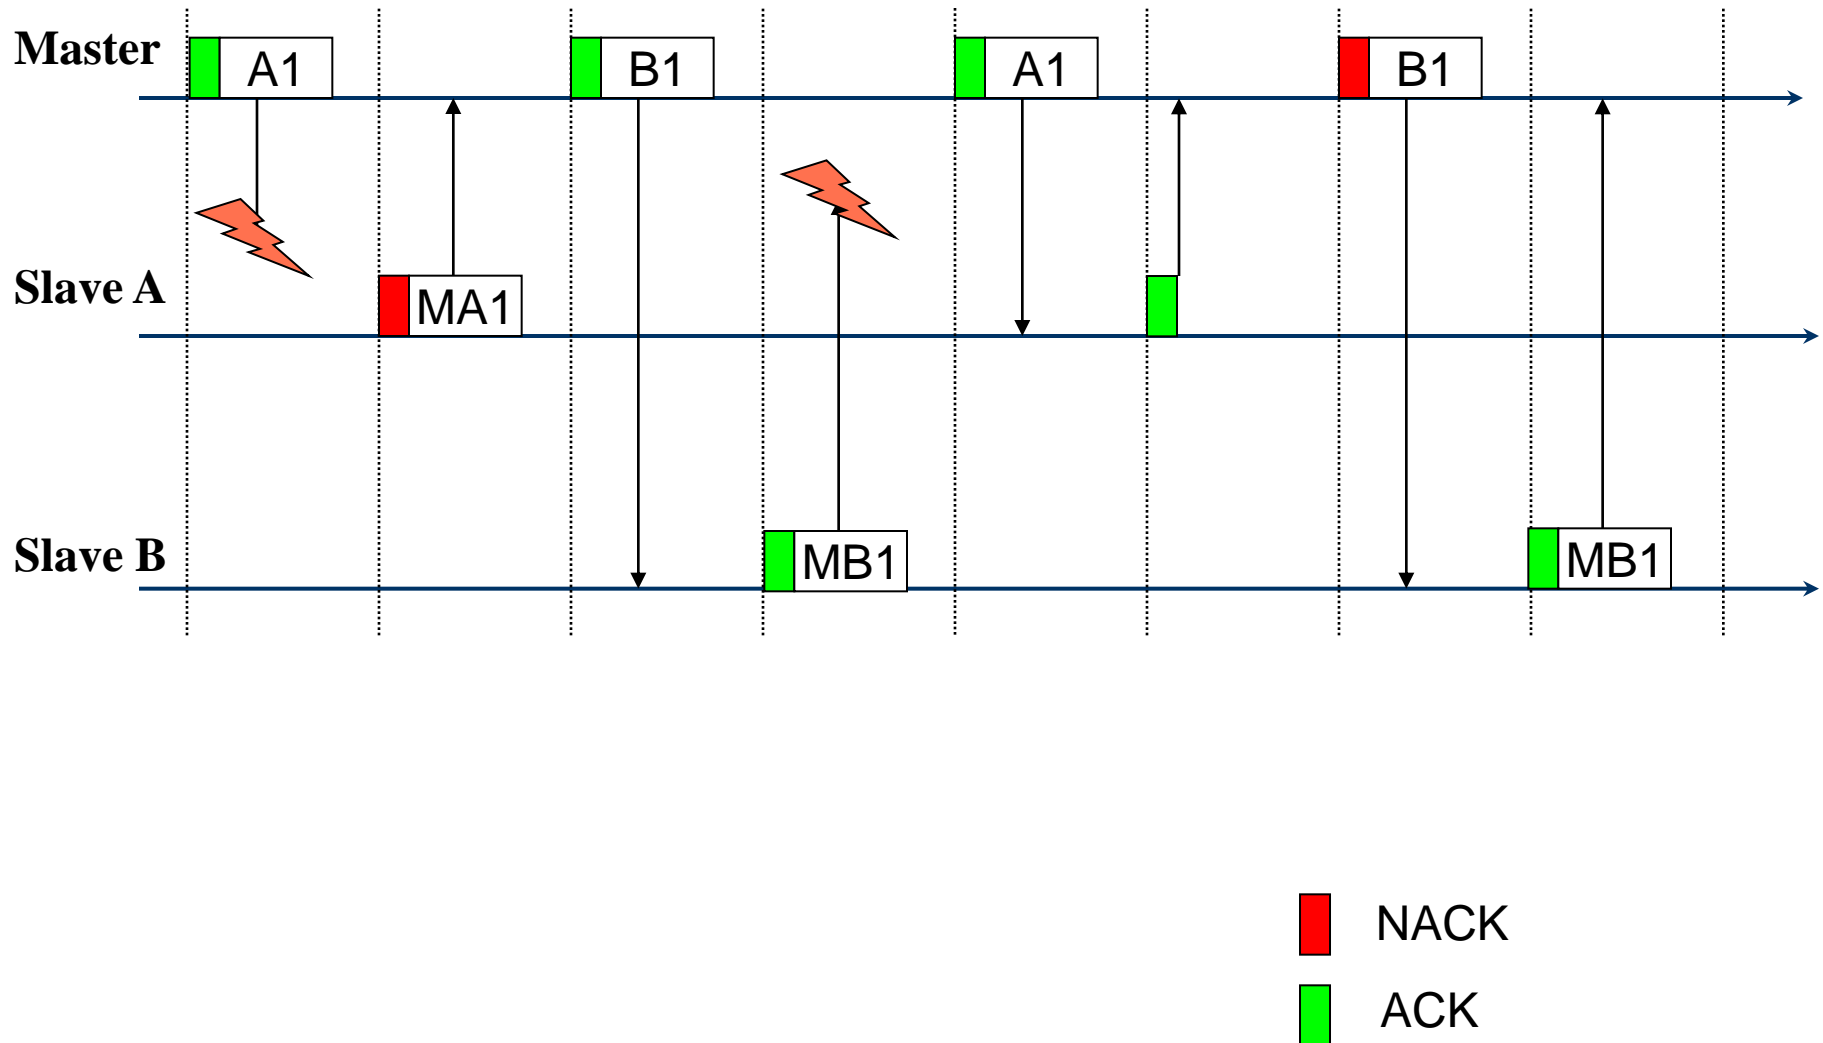 Master
A1
B1
A1
B1
Slave A
MA1
Slave B
MB1
MB1
NACK
ACK